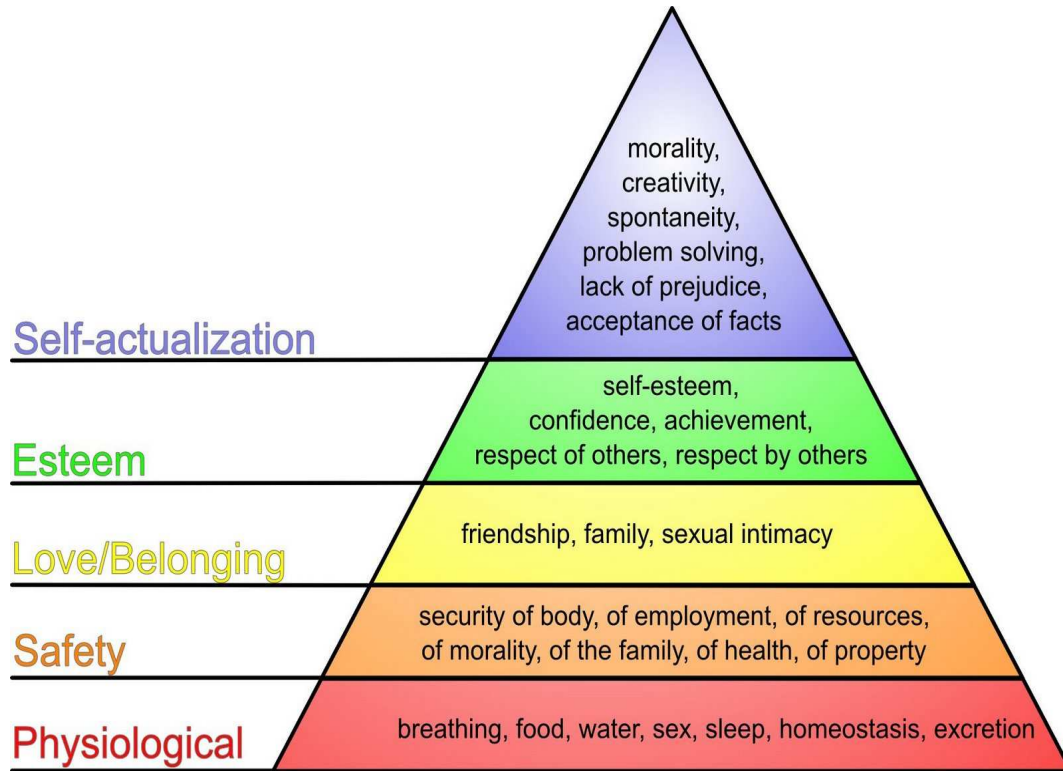 morality,
creativity,
spontaneity,
problem solving,
lack of prejudice,
acceptance of facts
Self-actualization
self-esteem,
confidence, achievement,
respect of others, respect by others
Esteem
friendship, family, sexual intimacy
Love/Belonging
security of body, of employment, of resources,
of morality, of the family, of health, of property
Safety
breathing, food, water, sex, sleep, homeostasis, excretion
Physiological